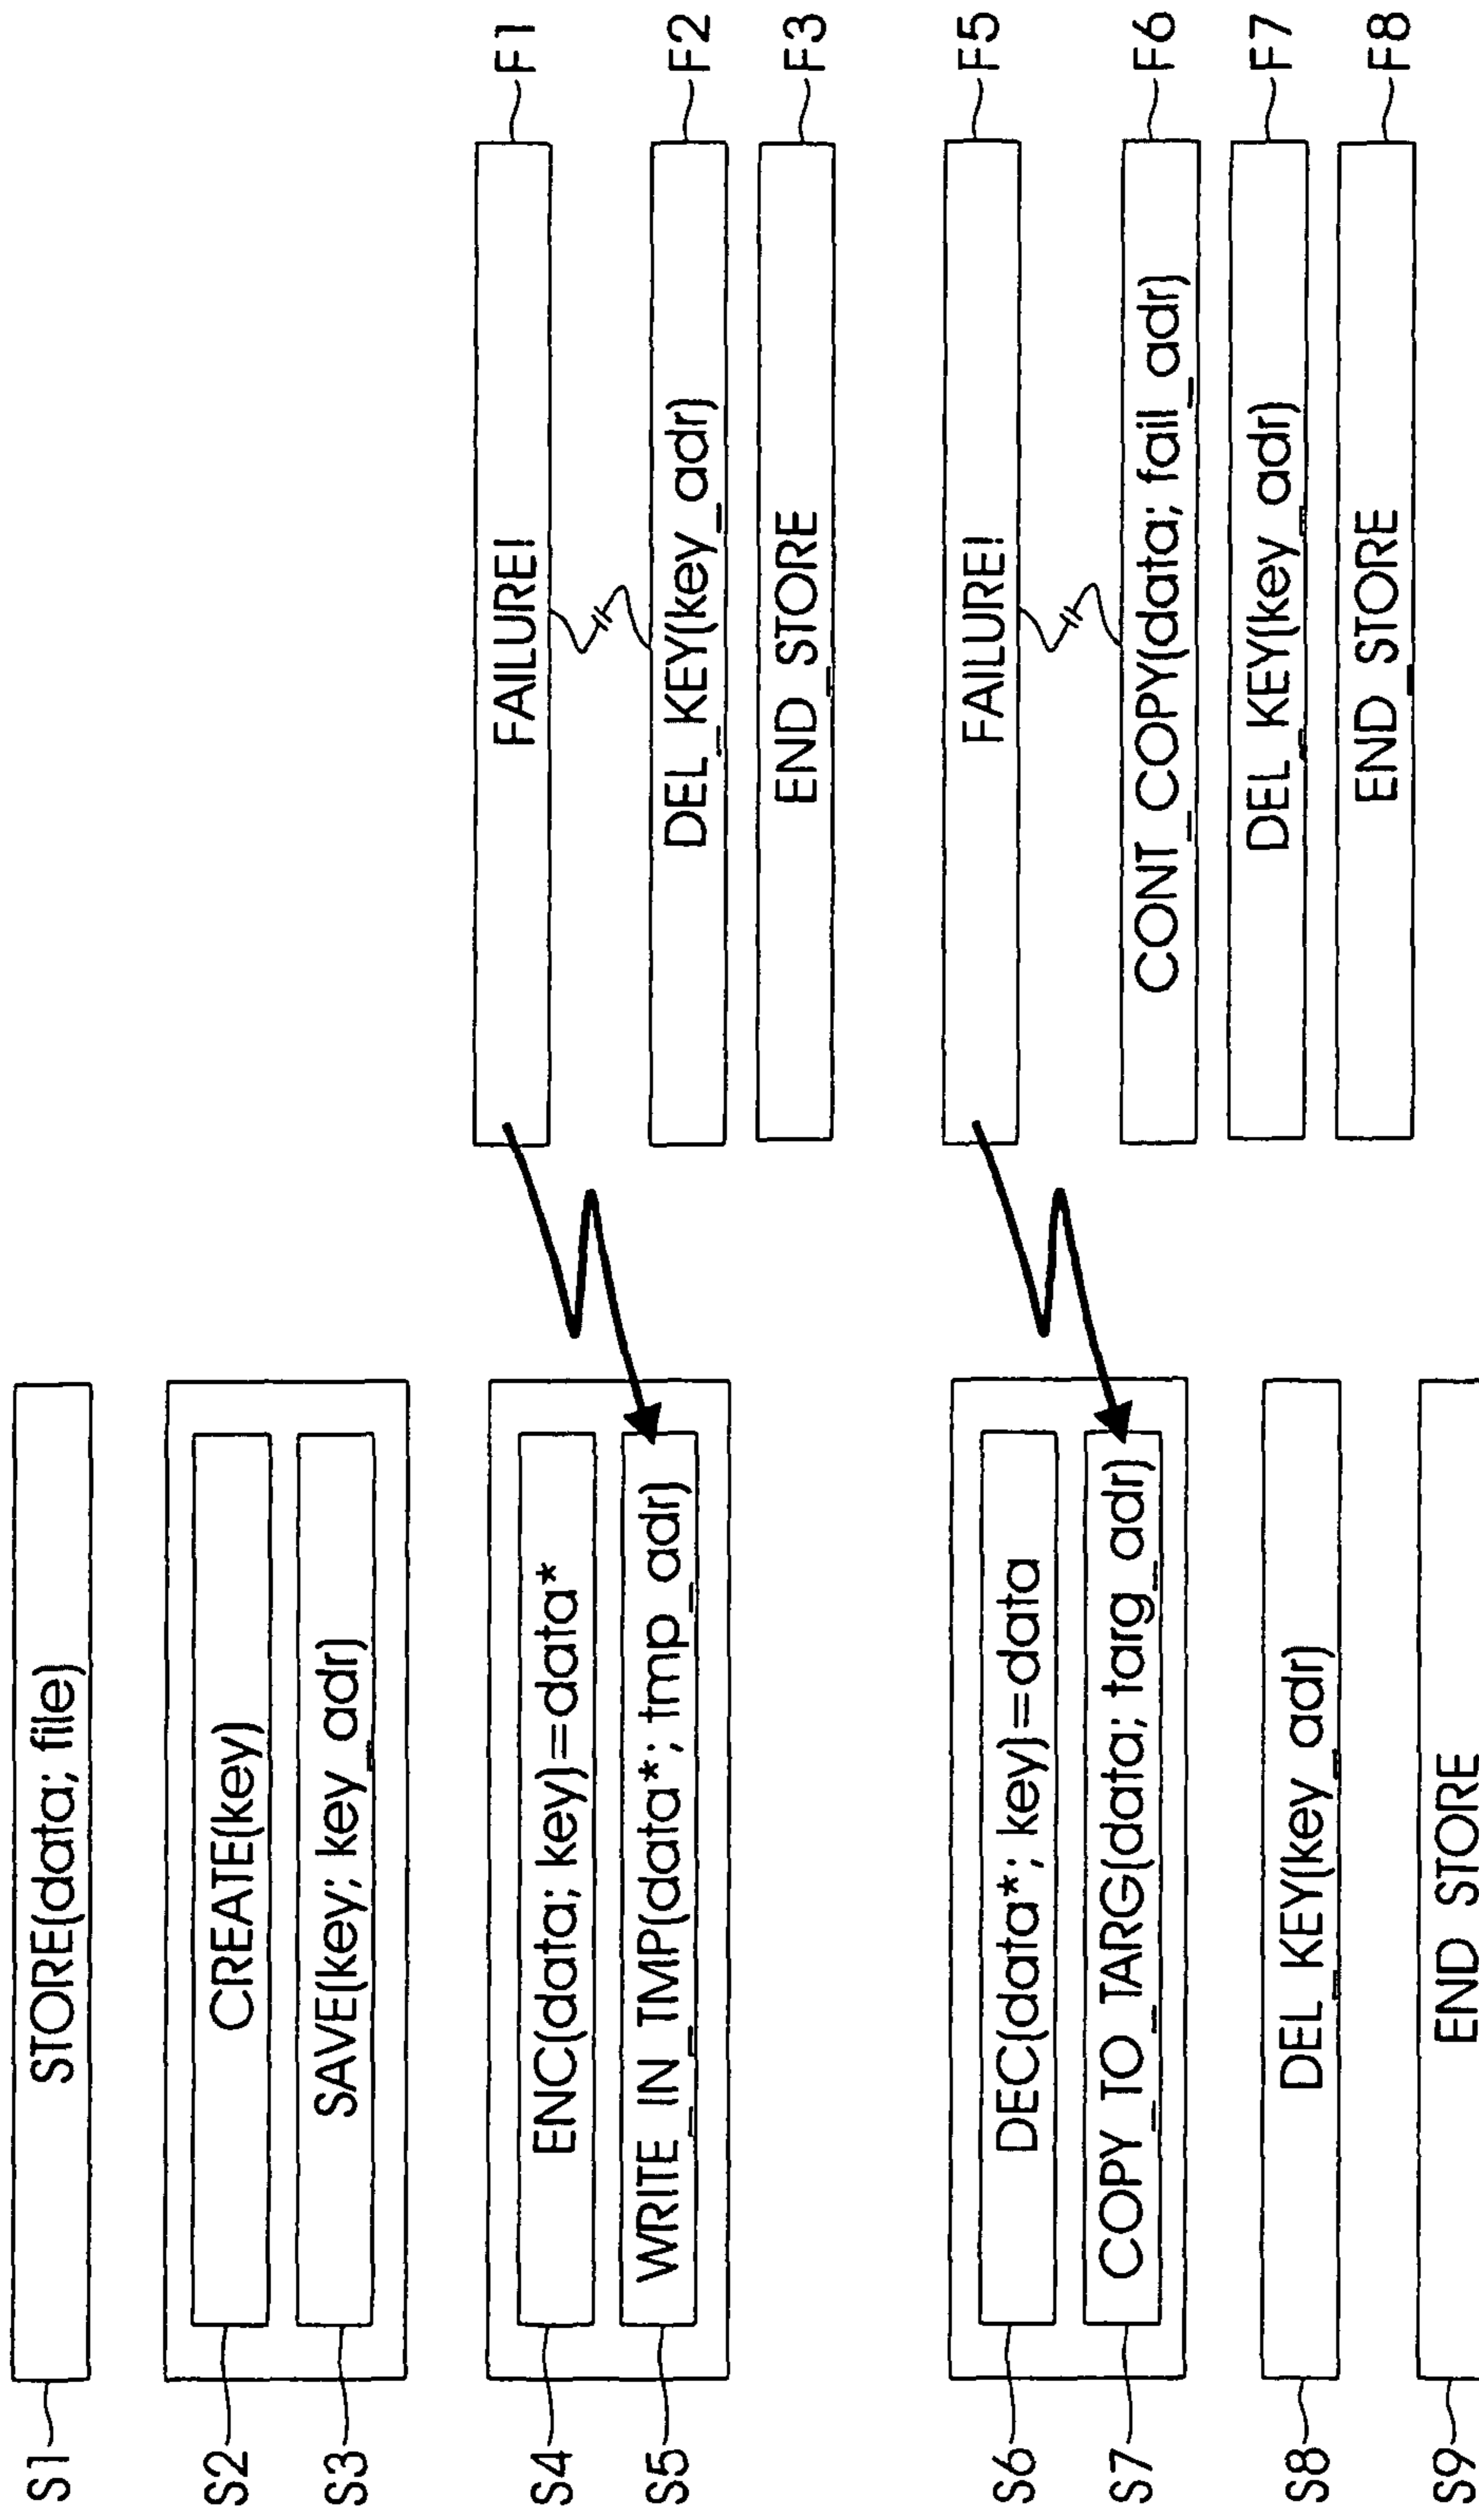 S1 STORE(data; file)
S2 CREATE(key)
S3 SAVE(key; key_adr)
S4 ENC(data; key)=data*
S5 WRITE_IN_TMP(data*; tmp_adr)
FAILURE! F1
DEL_KEY(key_adr) F2
END_STORE F3
S6 DEC(data*; key)=data
S7 COPY_TO_TARG(data; targ_adr)
FAILURE! F5
CONT_COPY(data; fail_adr) F6
DEL_KEY(key_adr) F7
END_STORE F8
S8 DEL_KEY(key_adr)
S9 END STORE